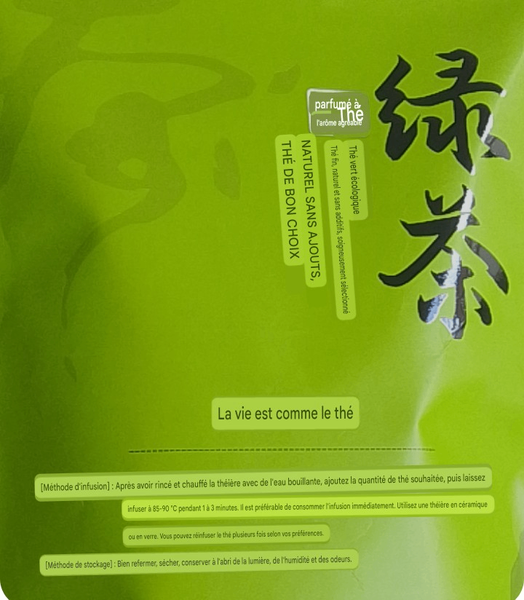 绿茶
parfumé à
Thé
l'arôme agréable
Thé vert écologique
Thé fin, naturel et sans additifs, soigneusement sélectionné
NATUREL SANS AJOUTS,
THÉ DE BON CHOIX
La vie est comme le thé
[Méthode d'infusion] : Après avoir rincé et chauffé la théière avec de l'eau bouillante, ajoutez la quantité de thé souhaitée, puis laissez
infuser à 85-90 °C pendant 1 à 3 minutes. Il est préférable de consommer l'infusion immédiatement. Utilisez une théière en céramique
ou en verre. Vous pouvez réinfuser le thé plusieurs fois selon vos préférences.
[Méthode de stockage] : Bien refermer, sécher, conserver à l'abri de la lumière, de l'humidité et des odeurs.